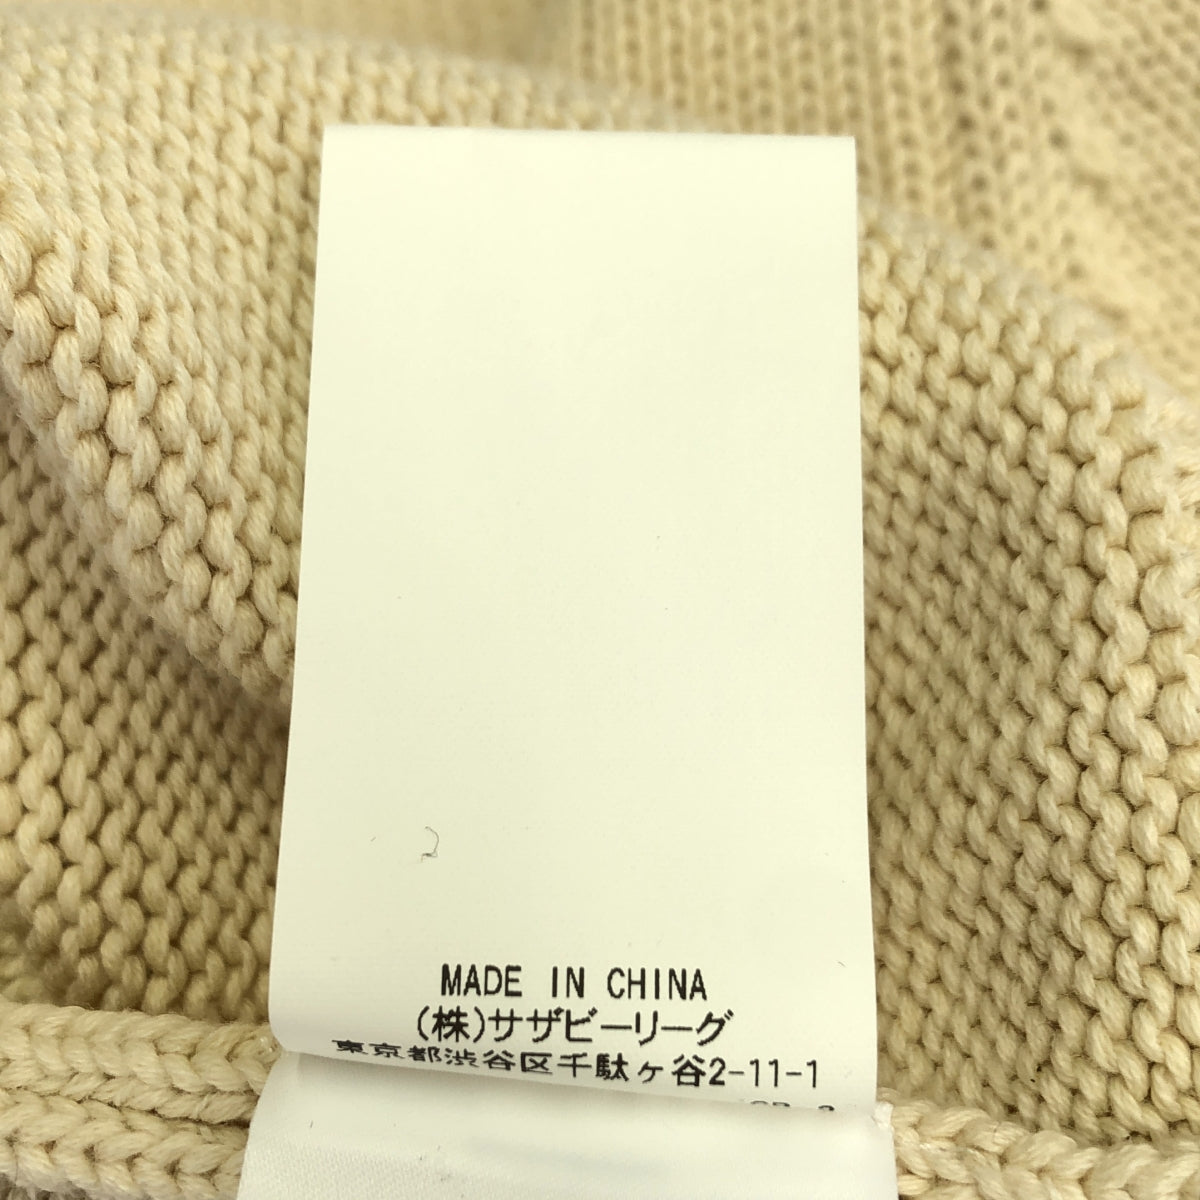 MADE IN CHINA
(株)サザビーリーグ
東京都渋谷区千駄ヶ谷2-11-1